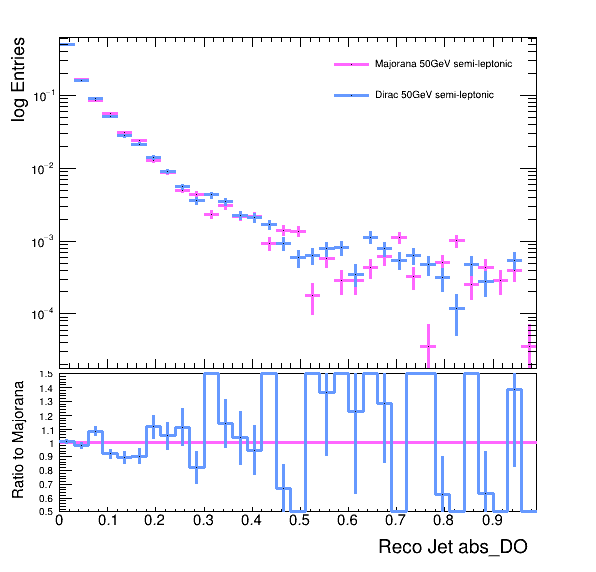 log Entries
Majorana 50GeV semi-leptonic
Dirac 50GeV semi-leptonic
10⁻¹
10⁻²
10⁻³
10⁻⁴
Ratio to Majorana
1.5
1.4
1.3
1.2
1.1
1
0.9
0.8
0.7
0.6
0.5
0 0.1 0.2 0.3 0.4 0.5 0.6 0.7 0.8 0.9
Reco Jet abs_DO